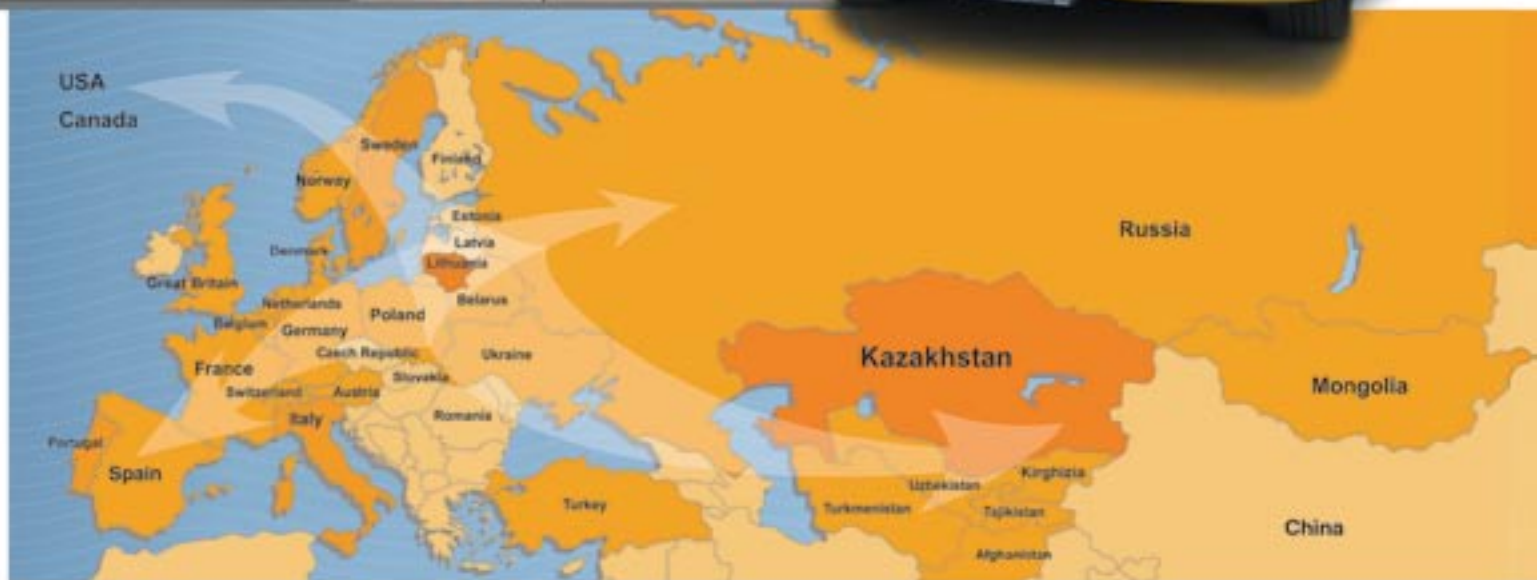 USA
Canada
Sweden
Finland
Norway
Estonia
Russia
Latvia
Denmark
Lithuania
Great Britain
Netherlands
Belarus
Poland
Belgium
Germany
Czech Republic
Ukraine
Kazakhstan
France
Slovakia
Switzerland
Austria
Mongolia
Romania
Italy
Portugal
Spain
Kirghizia
Uzbekistan
Turkey
Turkmenistan
Tajikistan
China
Afghanistan